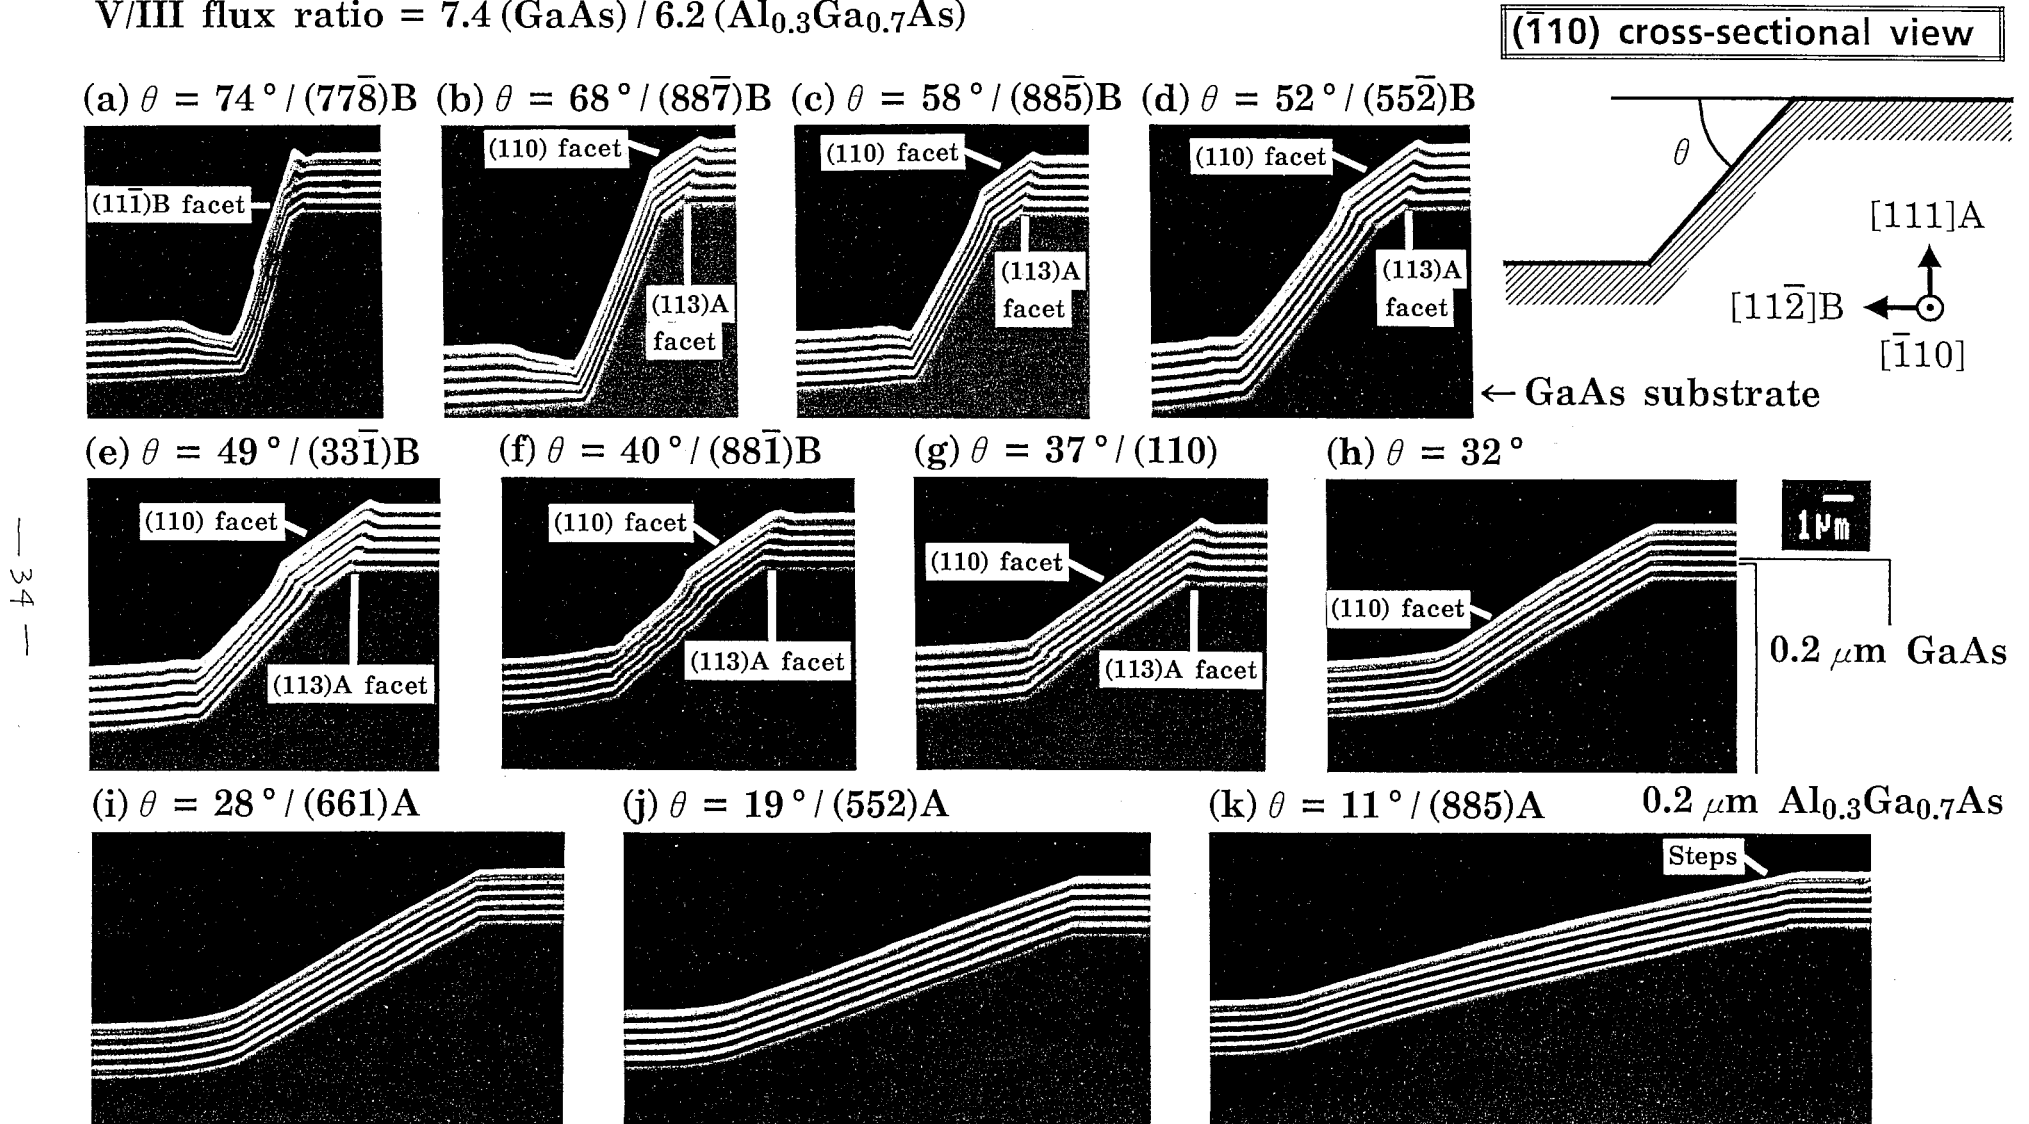 V/III flux ratio = 7.4 (GaAs) / 6.2 (Al₀.₃Ga₀.₇As)
(1̄10) cross-sectional view
(a) θ = 74° / (778̄)B (b) θ = 68° / (887̄)B (c) θ = 58° / (885̄)B (d) θ = 52° / (552̄)B
(110) facet
(110) facet
(110) facet
θ
(111̄)B facet
[111]A
(113)A
facet
(113)A
facet
(113)A
facet
[112̄]B
[1̄10]
← GaAs substrate
(e) θ = 49° / (331̄)B (f) θ = 40° / (881̄)B (g) θ = 37° / (110) (h) θ = 32°
(110) facet
(110) facet
(110) facet
(110) facet
1μm
(113)A facet
(113)A facet
(113)A facet
0.2 μm GaAs
— 34 —
(i) θ = 28° / (661)A (j) θ = 19° / (552)A (k) θ = 11° / (885)A 0.2 μm Al₀.₃Ga₀.₇As
Steps